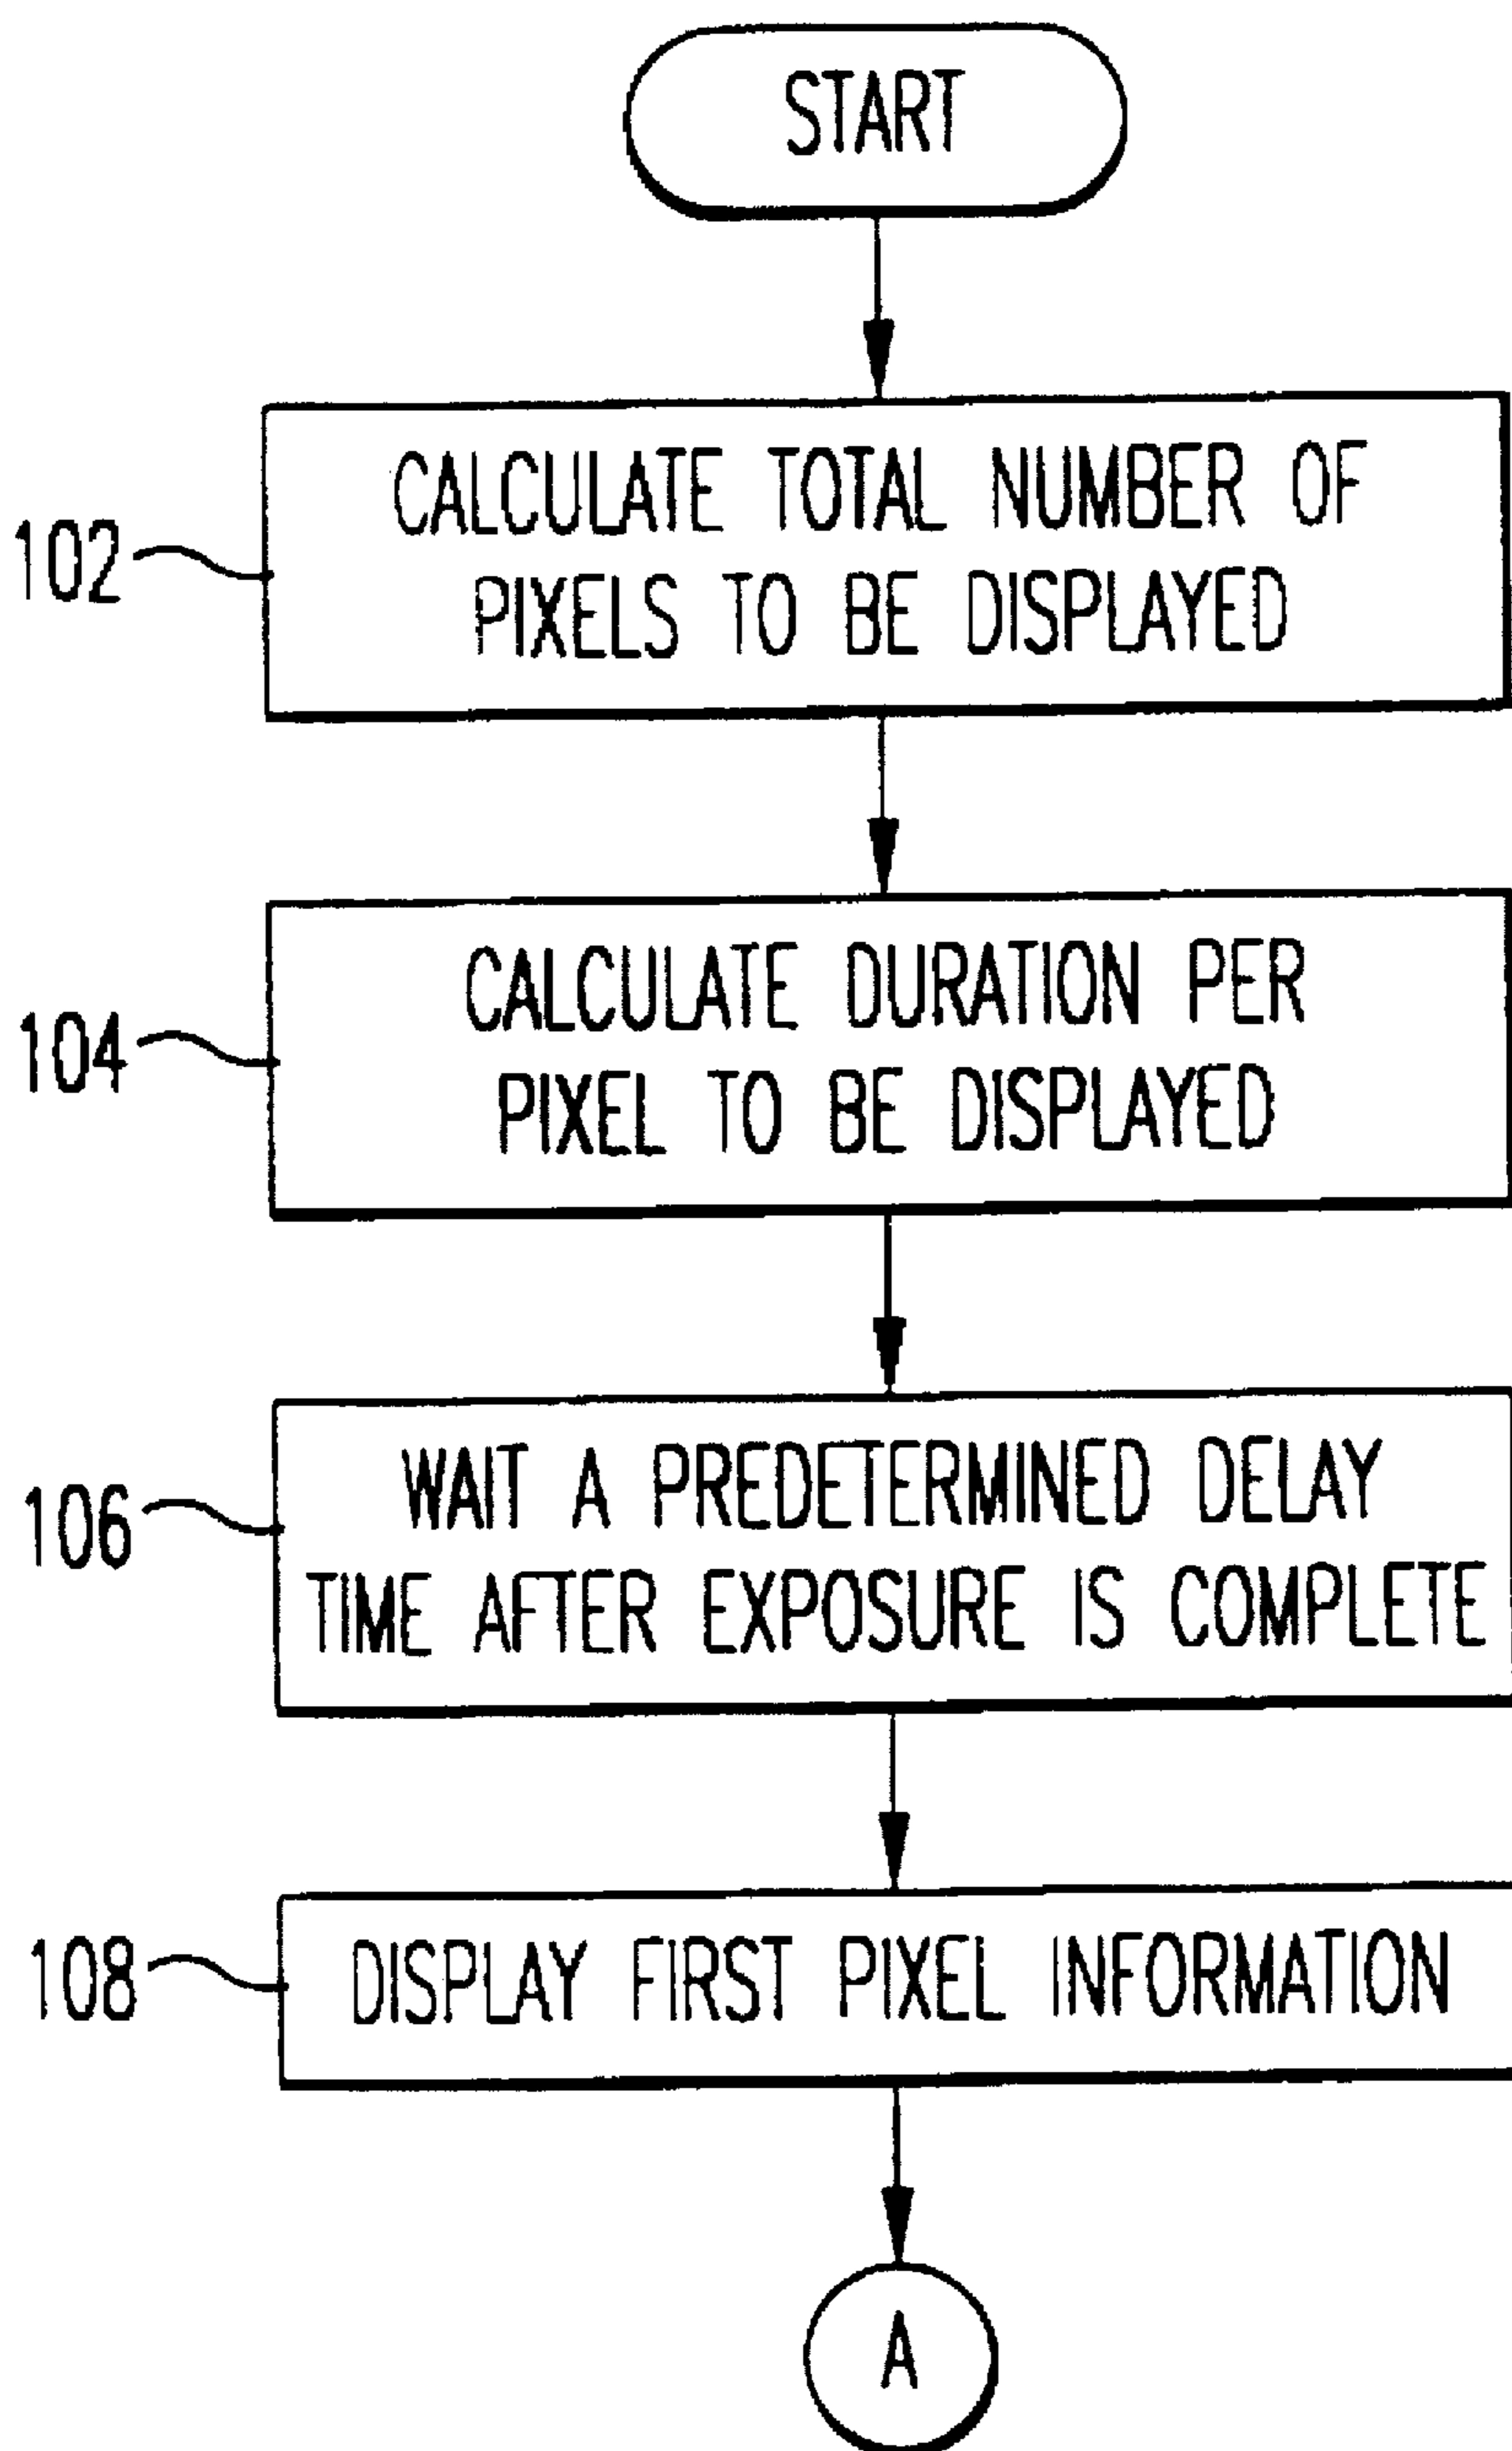 START
102
CALCULATE TOTAL NUMBER OF
PIXELS TO BE DISPLAYED
104
CALCULATE DURATION PER
PIXEL TO BE DISPLAYED
106
WAIT A PREDETERMINED DELAY
TIME AFTER EXPOSURE IS COMPLETE
108
DISPLAY FIRST PIXEL INFORMATION
A